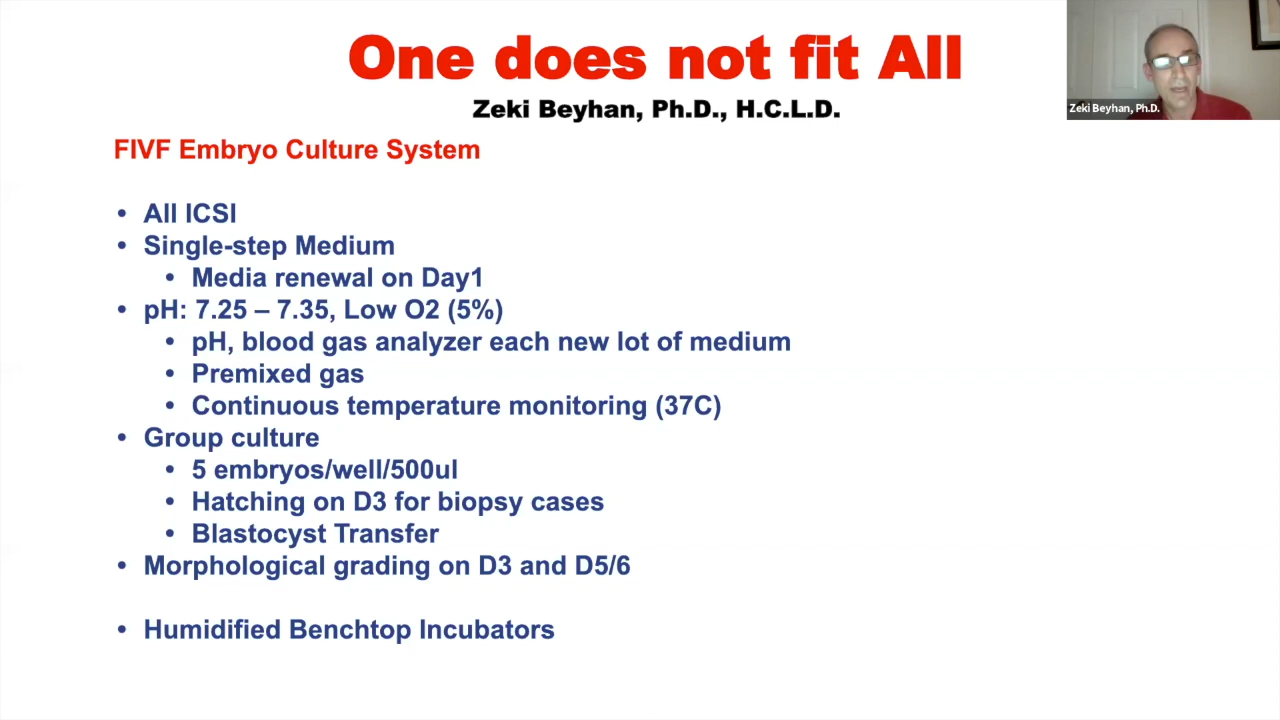 One does not fit All
Zeki Beyhan, Ph.D., H.C.L.D.
Zeki Beyhan, Ph.D.
FIVF Embryo Culture System
• All ICSI
• Single-step Medium
• Media renewal on Day1
• pH: 7.25 – 7.35, Low O2 (5%)
• pH, blood gas analyzer each new lot of medium
• Premixed gas
• Continuous temperature monitoring (37C)
• Group culture
• 5 embryos/well/500ul
• Hatching on D3 for biopsy cases
• Blastocyst Transfer
• Morphological grading on D3 and D5/6
• Humidified Benchtop Incubators